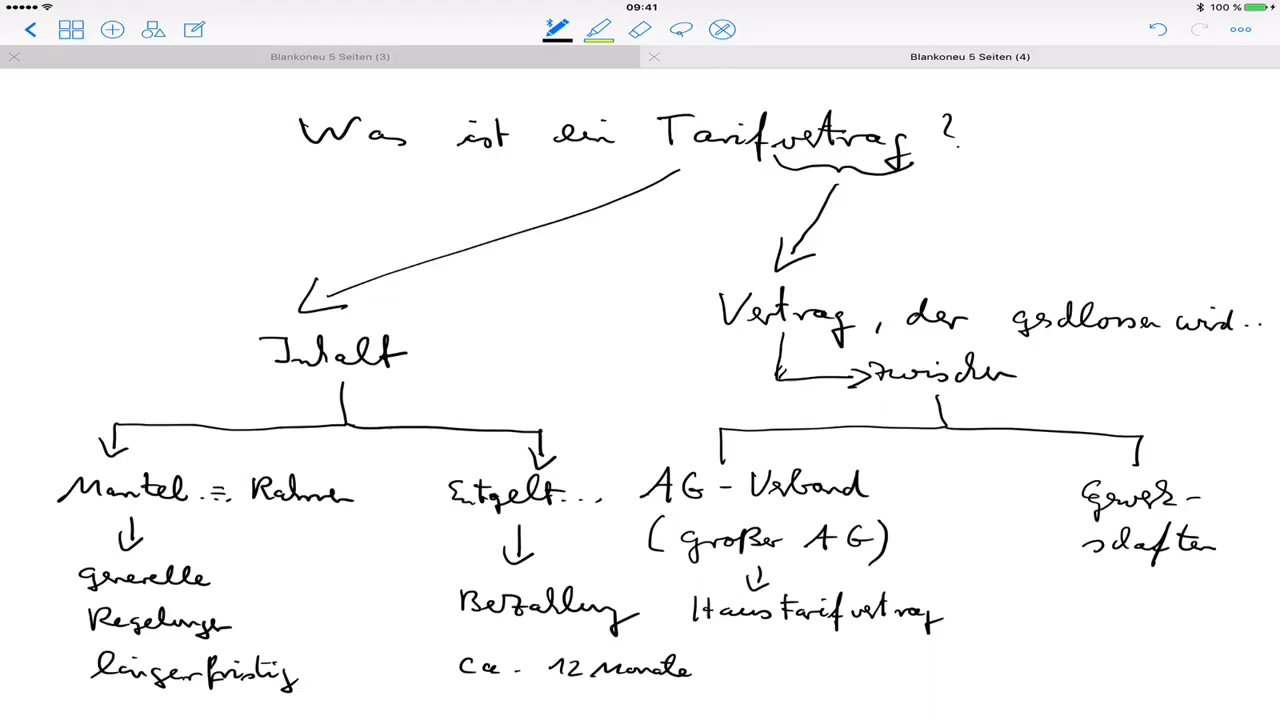 09:41
100 %
Blankoneu 5 Seiten (3)
Blankoneu 5 Seiten (4)
Was ist ein Tarifvertrag ?
Inhalt
Mantel.. = Rahmen
Generelle
Regelungen
längerfristig
Entgelt...
Bezahlung
ca. 12 Monate
Vertrag, der geschlossen wird..
zwischen
AG - Verband
(großer AG)
Haustarifvertrag
Gewerk-
schaften